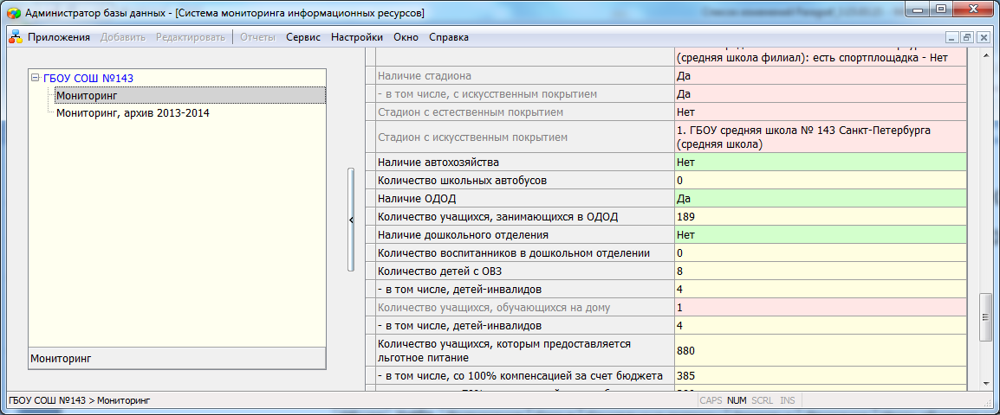 Администратор базы данных - [Система мониторинга информационных ресурсов]
Приложения Добавить Редактировать Отчеты Сервис Настройки Окно Справка
ГБОУ СОШ №143
Мониторинг
Мониторинг, архив 2013-2014
Мониторинг
(средняя школа филиал): есть спортплощадка - Нет
Наличие стадиона Да
- в том числе, с искусственным покрытием Да
Стадион с естественным покрытием Нет
Стадион с искусственным покрытием 1. ГБОУ средняя школа № 143 Санкт-Петербурга
(средняя школа)
Наличие автохозяйства Нет
Количество школьных автобусов 0
Наличие ОДОД Да
Количество учащихся, занимающихся в ОДОД 189
Наличие дошкольного отделения Нет
Количество воспитанников в дошкольном отделении 0
Количество детей с ОВЗ 8
- в том числе, детей-инвалидов 4
Количество учащихся, обучающихся на дому 1
- в том числе, детей-инвалидов 4
Количество учащихся, которым предоставляется
льготное питание 880
- в том числе, со 100% компенсацией за счет бюджета 385
ГБОУ СОШ №143 > Мониторинг CAPS NUM SCRL INS